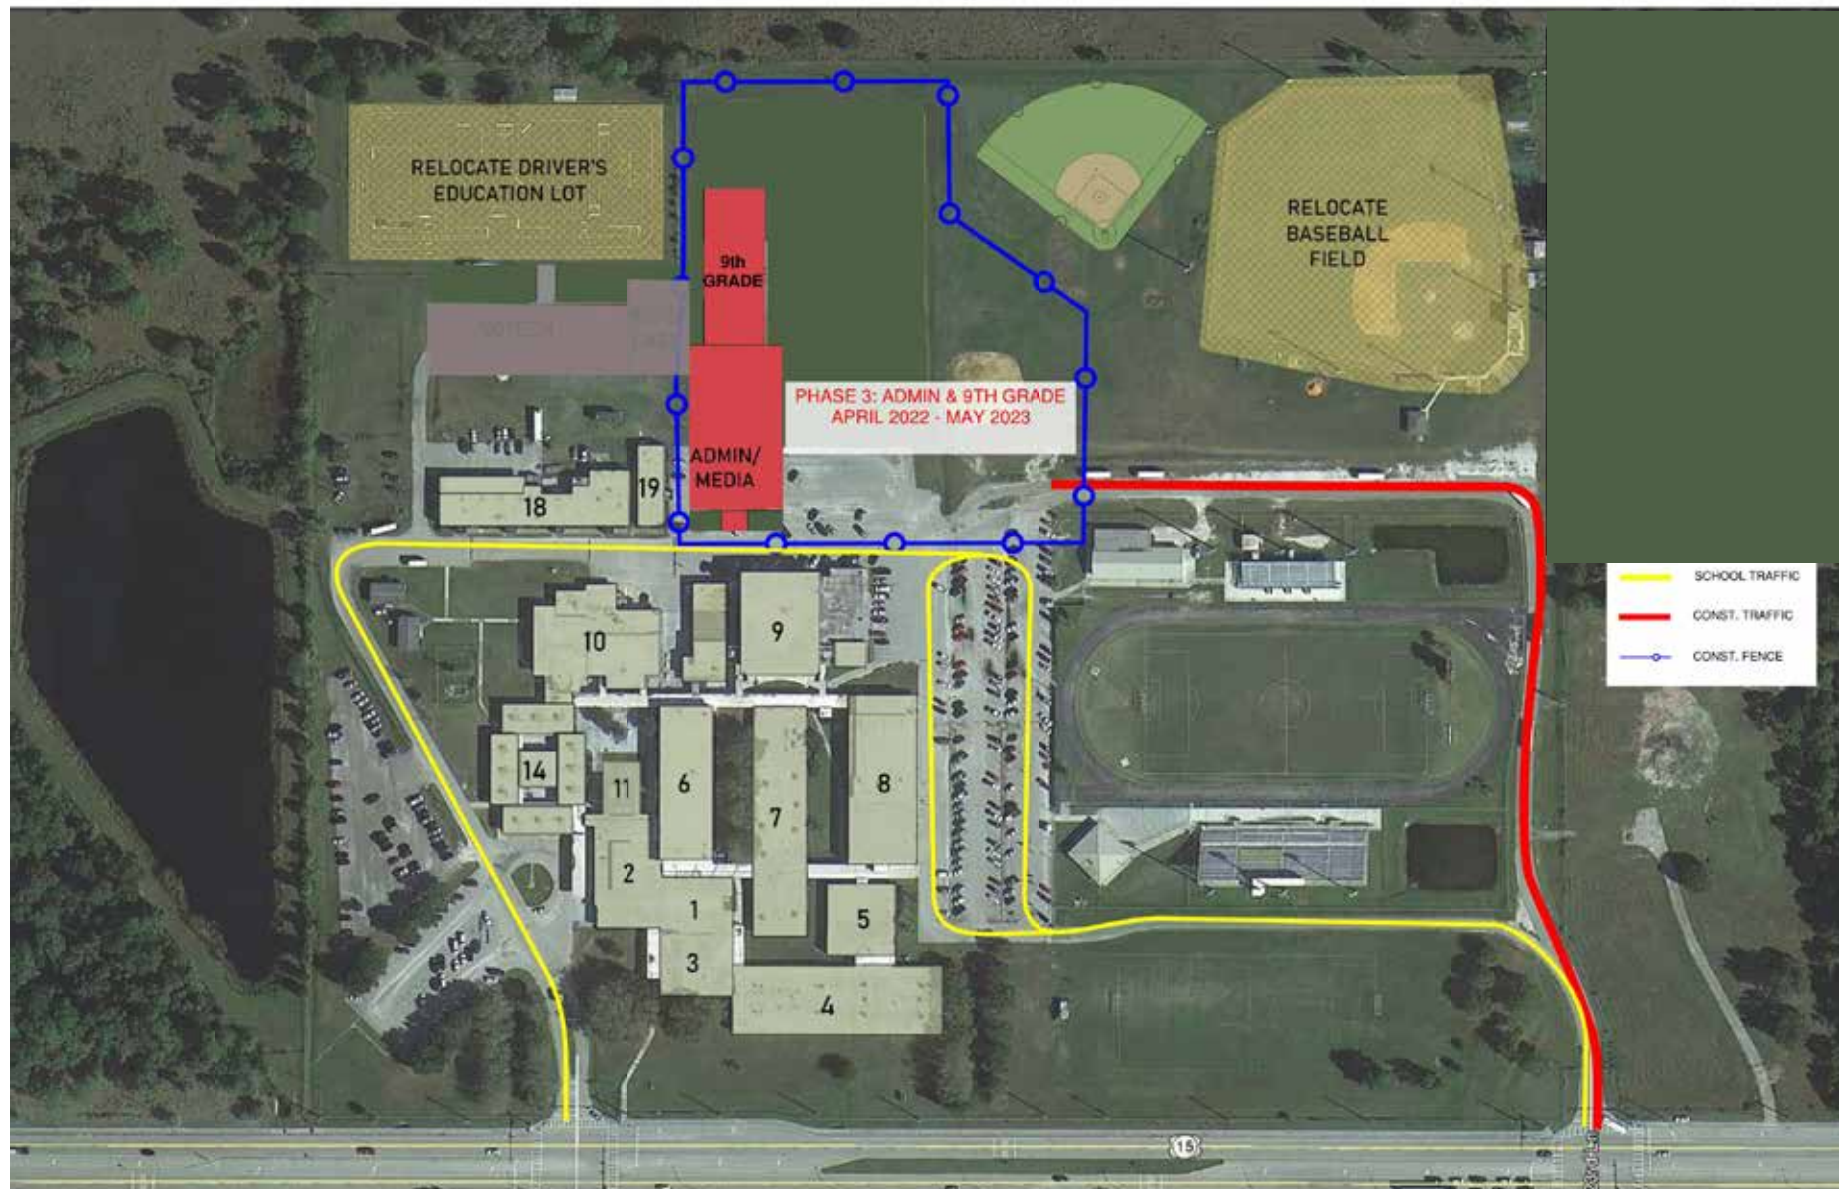 RELOCATE DRIVER'S
EDUCATION LOT
RELOCATE
BASEBALL
FIELD
9th
GRADE
PHASE 3: ADMIN & 9TH GRADE
APRIL 2022 - MAY 2023
ADMIN/
MEDIA
18
19
SCHOOL TRAFFIC
CONST. TRAFFIC
CONST. FENCE
10
9
14
11
6
7
8
2
1
5
3
4